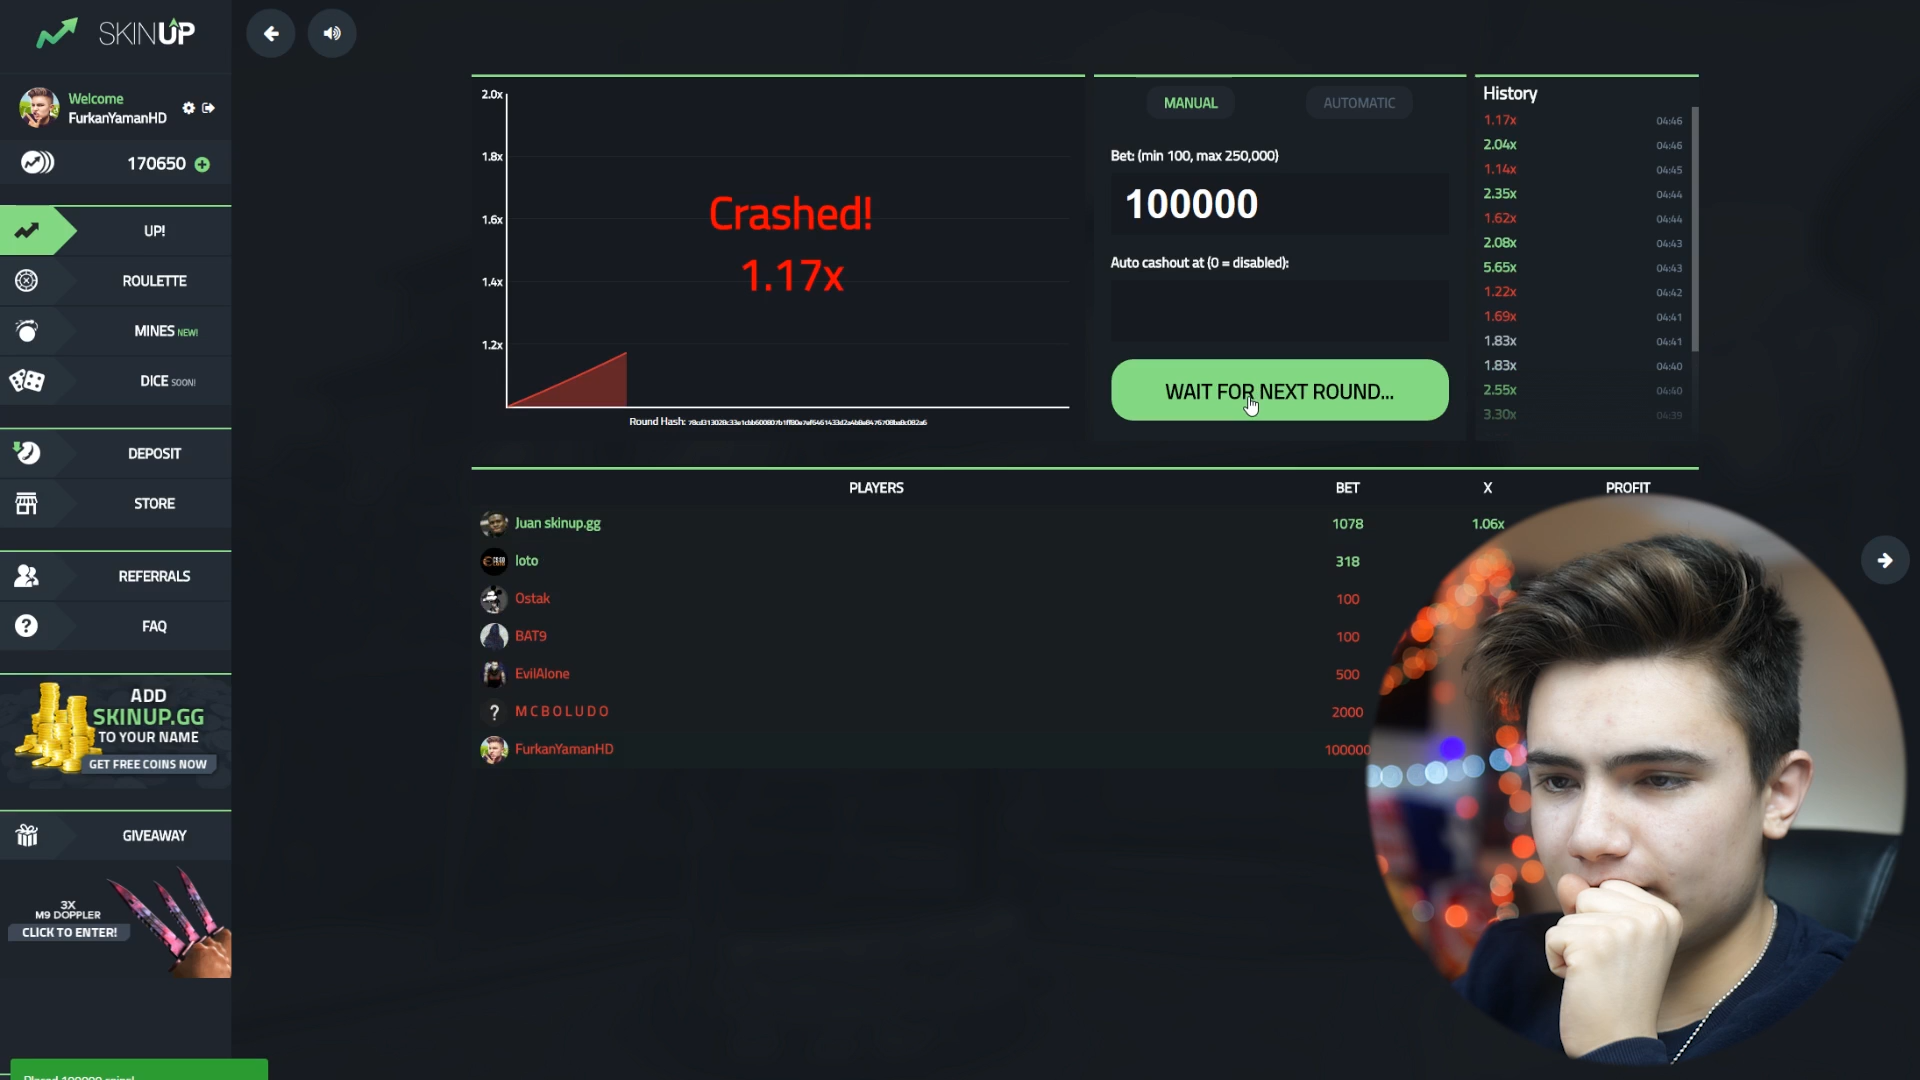 SKINUP
Welcome
FurkanYamanHD
170650
UP!
ROULETTE
MINES NEW!
DICE SOON!
DEPOSIT
STORE
REFERRALS
FAQ
ADD
SKINUP.GG
TO YOUR NAME
GET FREE COINS NOW
GIVEAWAY
3X
M9 DOPPLER
CLICK TO ENTER!
2.0x
1.8x
1.6x
1.4x
1.2x
Crashed!
1.17x
Round Hash:
MANUAL
AUTOMATIC
Bet: (min 100, max 250,000)
100000
Auto cashout at (0 = disabled):
WAIT FOR NEXT ROUND...
History
1.17x 04:46
2.04x 04:46
1.14x 04:45
2.35x 04:44
1.62x 04:44
2.08x 04:43
5.65x 04:43
1.22x 04:42
1.69x 04:41
1.83x 04:41
1.83x 04:40
2.55x 04:40
3.30x 04:39
PLAYERS BET X PROFIT
Juan skinup.gg 1078 1.06x
loto 318
Ostak 100
BAT9 100
EvilAlone 500
? M C B O L U D O 2000
FurkanYamanHD 100000